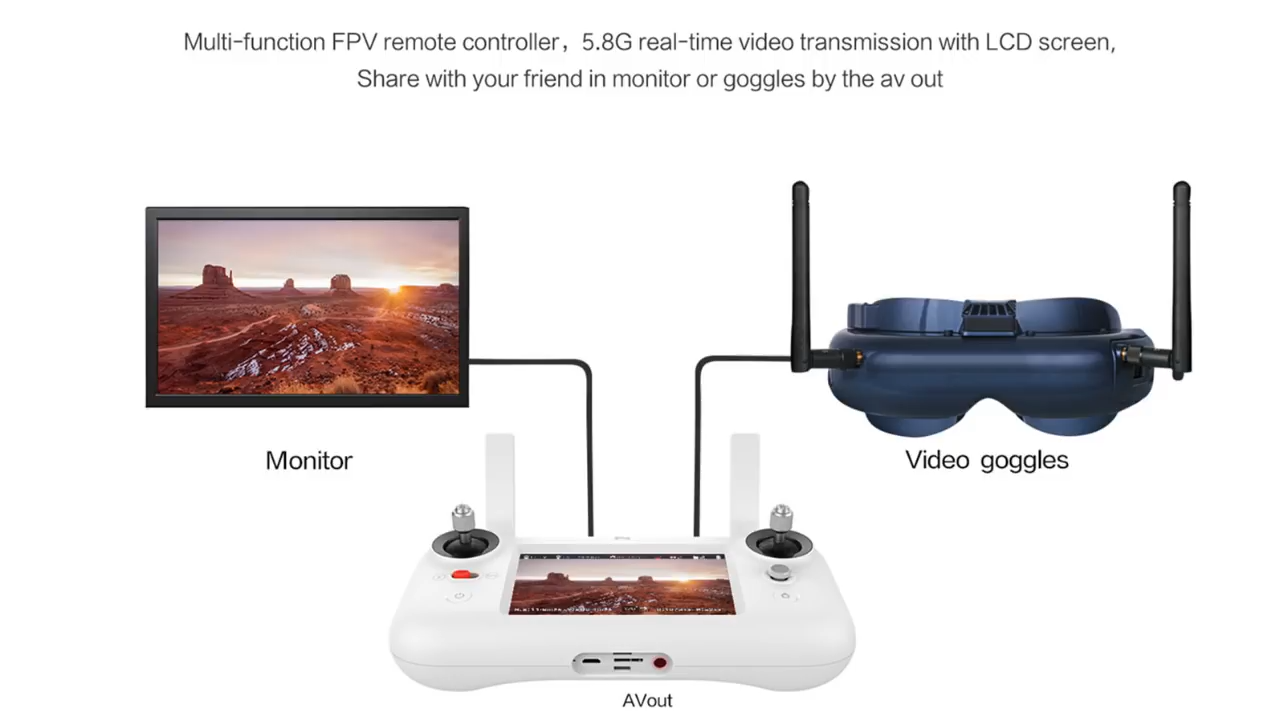 Multi-function FPV remote controller，5.8G real-time video transmission with LCD screen,
Share with your friend in monitor or goggles by the av out
Monitor
Video goggles
AVout